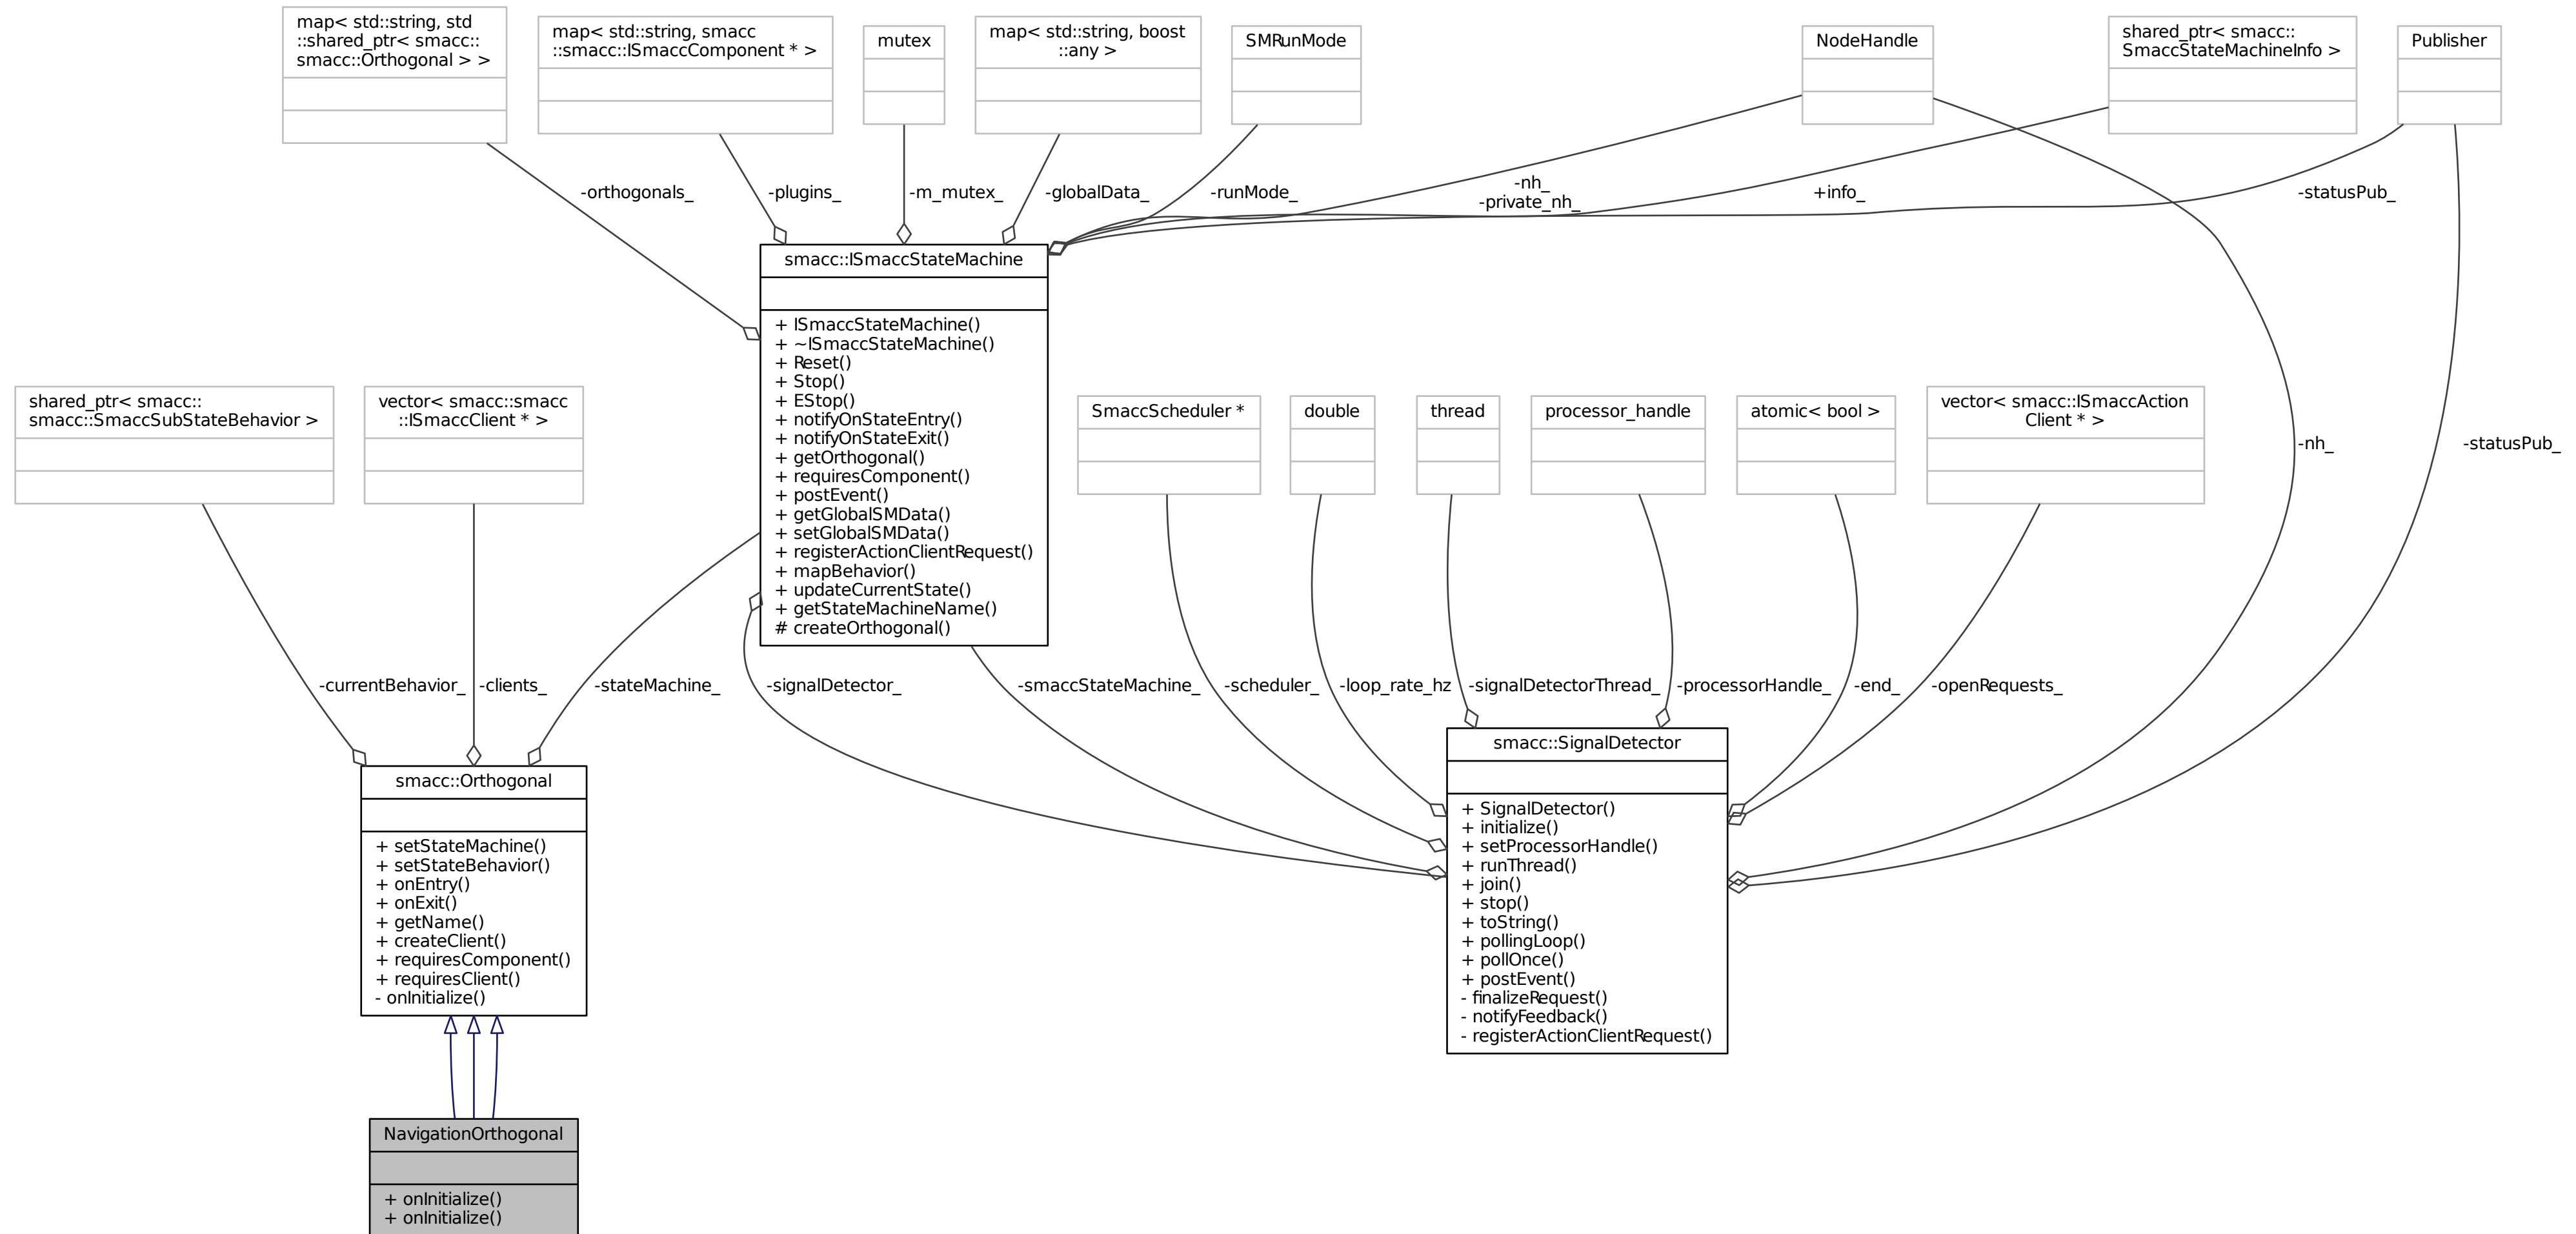 map< std::string, std
::shared_ptr< smacc::
smacc::Orthogonal > >
map< std::string, smacc
::smacc::ISmaccComponent * >
mutex
map< std::string, boost
::any >
SMRunMode
NodeHandle
shared_ptr< smacc::
SmaccStateMachineInfo >
Publisher
-orthogonals_
-plugins_
-m_mutex_
-globalData_
-runMode_
-nh_
-private_nh_
+info_
-statusPub_
smacc::ISmaccStateMachine
+ ISmaccStateMachine()
+ ~ISmaccStateMachine()
+ Reset()
+ Stop()
+ EStop()
+ notifyOnStateEntry()
+ notifyOnStateExit()
+ getOrthogonal()
+ requiresComponent()
+ postEvent()
+ getGlobalSMData()
+ setGlobalSMData()
+ registerActionClientRequest()
+ mapBehavior()
+ updateCurrentState()
+ getStateMachineName()
# createOrthogonal()
shared_ptr< smacc::
smacc::SmaccSubStateBehavior >
vector< smacc::smacc
::ISmaccClient * >
SmaccScheduler *
double
thread
processor_handle
atomic< bool >
vector< smacc::ISmaccAction
Client * >
-nh_
-statusPub_
-currentBehavior_
-clients_
-stateMachine_
-signalDetector_
-smaccStateMachine_
-scheduler_
-loop_rate_hz
-signalDetectorThread_
-processorHandle_
-end_
-openRequests_
smacc::Orthogonal
+ setStateMachine()
+ setStateBehavior()
+ onEntry()
+ onExit()
+ getName()
+ createClient()
+ requiresComponent()
+ requiresClient()
- onInitialize()
smacc::SignalDetector
+ SignalDetector()
+ initialize()
+ setProcessorHandle()
+ runThread()
+ join()
+ stop()
+ toString()
+ pollingLoop()
+ pollOnce()
+ postEvent()
- finalizeRequest()
- notifyFeedback()
- registerActionClientRequest()
NavigationOrthogonal
+ onInitialize()
+ onInitialize()